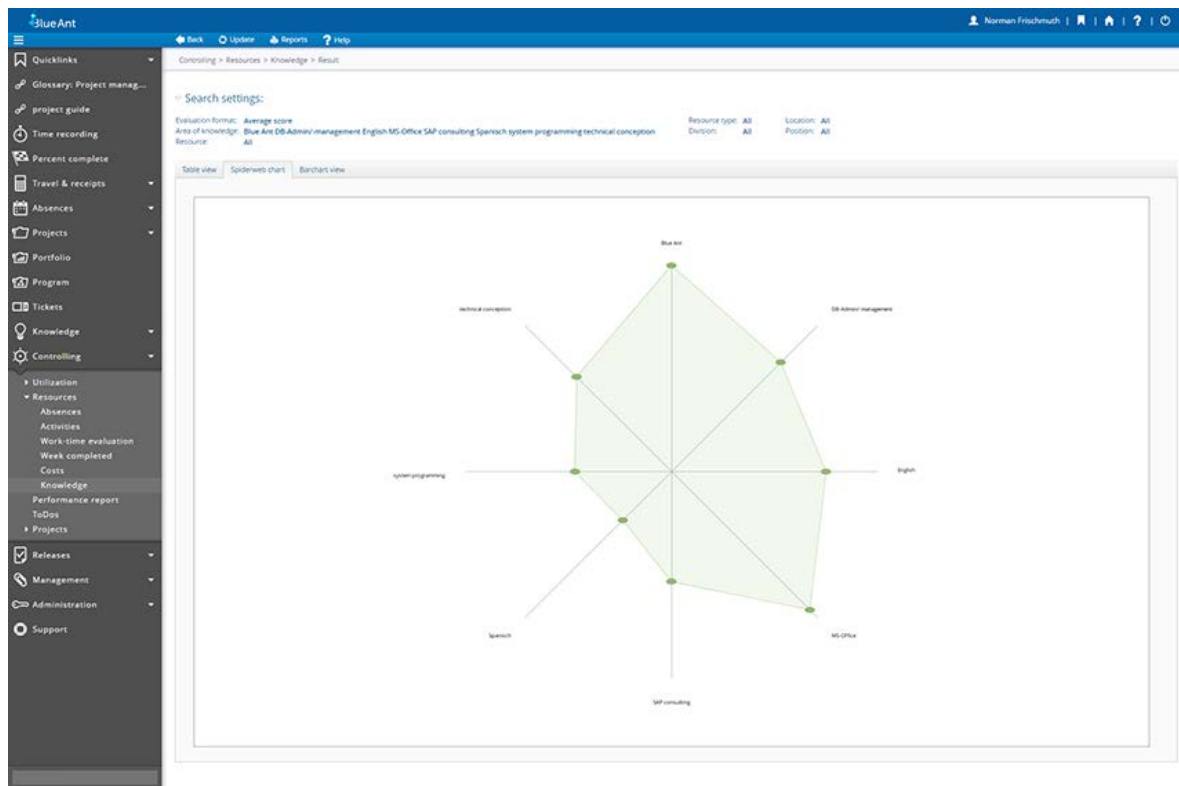 Blue Ant
Norman Frischmuth | | | ? |
Back Update Reports ? Help
Quicklinks
Glossary: Project manag...
project guide
Time recording
Percent complete
Travel & receipts
Absences
Projects
Portfolio
Program
Tickets
Knowledge
Controlling
Utilization
Resources
Absences
Activities
Work-time evaluation
Week completed
Costs
Knowledge
Performance report
ToDos
Projects
Releases
Management
Administration
Support
Controlling > Resources > Knowledge > Result
Search settings:
Evaluation format: Average score
Area of knowledge: Blue Ant DB-Admin/ management English MS-Office SAP consulting Spanisch system programming technical conception
Resource: All
Resource type: All Location: All
Division: All Position: All
Table view Spiderweb chart Barchart view
Blue Ant
technical conception
DB-Admin/ management
system programming
English
Spanisch
MS-Office
SAP consulting